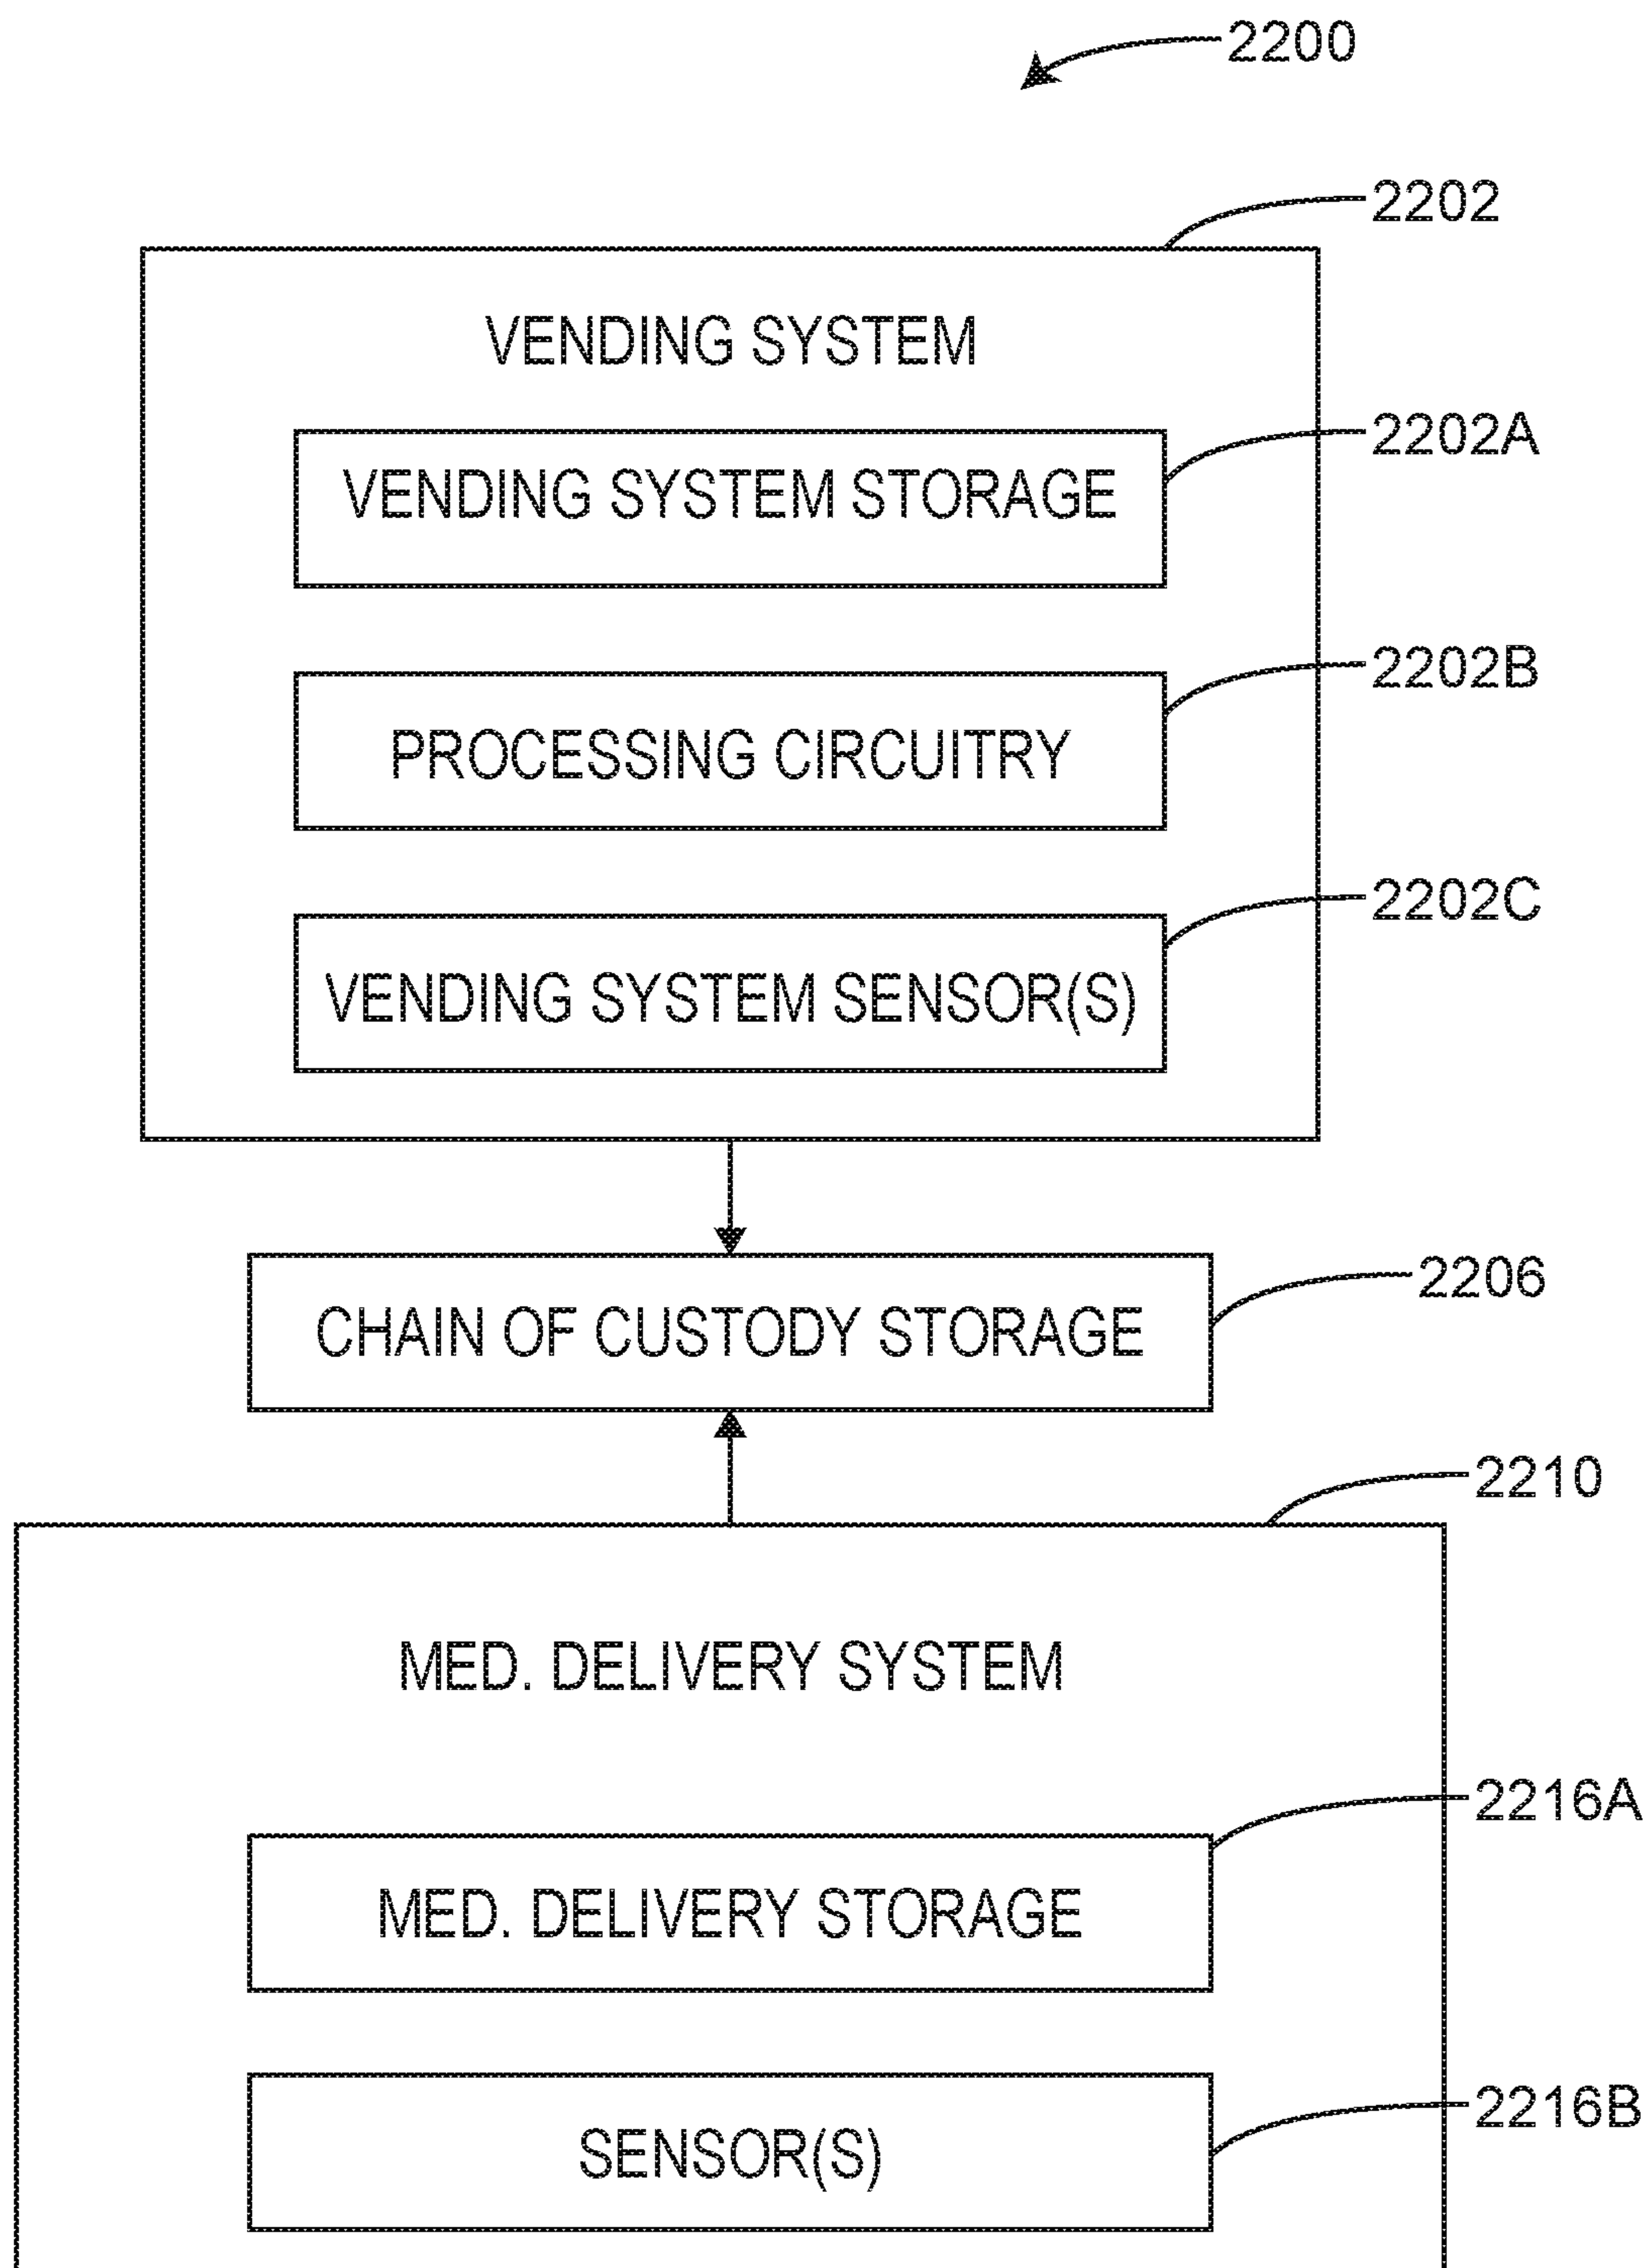 2200
2202
VENDING SYSTEM
2202A
VENDING SYSTEM STORAGE
2202B
PROCESSING CIRCUITRY
2202C
VENDING SYSTEM SENSOR(S)
2206
CHAIN OF CUSTODY STORAGE
2210
MED. DELIVERY SYSTEM
2216A
MED. DELIVERY STORAGE
2216B
SENSOR(S)